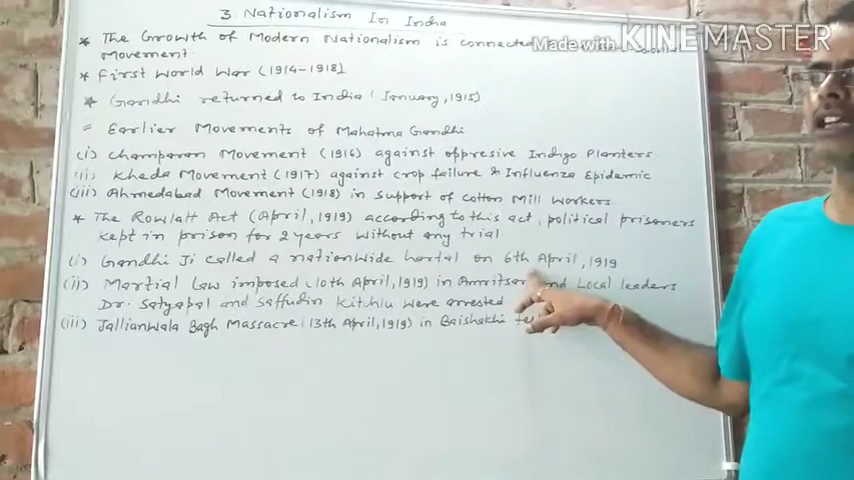 3. Nationalism In India
* The Growth of Modern Nationalism is connected
Movement.
Made with KINEMASTER
* First World War (1914-1918)
* Gandhi returned to India (January, 1915)
= Earlier Movements of Mahatma Gandhi
(i) Champaran Movement (1916) against oppresive Indigo Planters
(ii) Kheda Movement (1917) against crop failure & Influenza Epidemic
(iii) Ahmedabad Movement (1918) in support of cotton Mill workers.
* The Rowlatt Act (April, 1919) according to this act, political prisoners
kept in prison for 2 years without any trial
(i) Gandhi Ji called a nationwide hartal on 6th April, 1919
(ii) Martial Law imposed (10th April, 1919) in Amritsar and Local leaders
Dr. Satyapal and Saffudin Kitchlu were arrested
(iii) Jallianwala Bagh Massacre (13th April, 1919) in Baishakhi